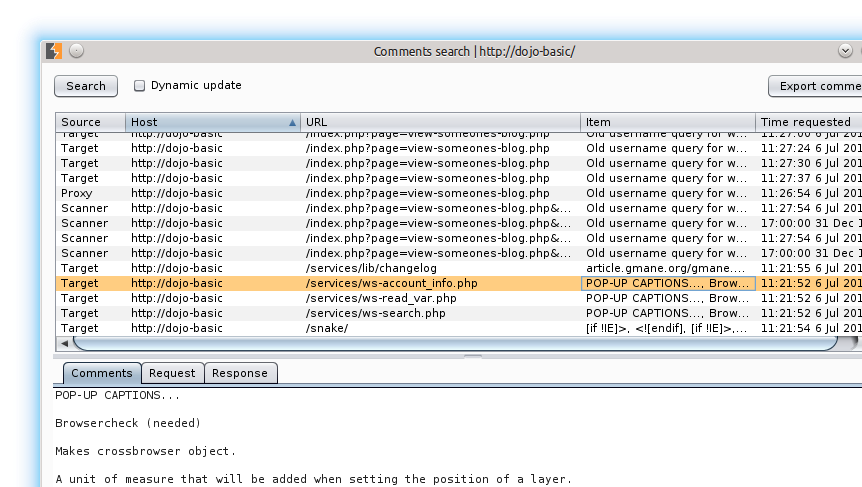 Comments search | http://dojo-basic/
Search Dynamic update Export comme
Source Host URL Item Time requested
Target http://dojo-basic /index.php?page=view-someones-blog.php Old username query for w... 11:27:00 6 Jul 201
Target http://dojo-basic /index.php?page=view-someones-blog.php Old username query for w... 11:27:24 6 Jul 201
Target http://dojo-basic /index.php?page=view-someones-blog.php Old username query for w... 11:27:30 6 Jul 201
Target http://dojo-basic /index.php?page=view-someones-blog.php Old username query for w... 11:27:37 6 Jul 201
Proxy http://dojo-basic /index.php?page=view-someones-blog.php Old username query for w... 11:26:54 6 Jul 201
Scanner http://dojo-basic /index.php?page=view-someones-blog.php&... Old username query for w... 11:27:54 6 Jul 201
Scanner http://dojo-basic /index.php?page=view-someones-blog.php&... Old username query for w... 17:00:00 31 Dec 1
Scanner http://dojo-basic /index.php?page=view-someones-blog.php&... Old username query for w... 11:27:54 6 Jul 201
Scanner http://dojo-basic /index.php?page=view-someones-blog.php&... Old username query for w... 17:00:00 31 Dec 1
Target http://dojo-basic /services/lib/changelog article.gmane.org/gmane.... 11:21:55 6 Jul 201
Target http://dojo-basic /services/ws-account_info.php POP-UP CAPTIONS..., Brow... 11:21:52 6 Jul 201
Target http://dojo-basic /services/ws-read_var.php POP-UP CAPTIONS..., Brow... 11:21:52 6 Jul 201
Target http://dojo-basic /services/ws-search.php POP-UP CAPTIONS..., Brow... 11:21:52 6 Jul 201
Target http://dojo-basic /snake/ [if !IE]>, <![endif], [if !IE]>,... 11:21:54 6 Jul 201
Comments Request Response
POP-UP CAPTIONS...
Browsercheck (needed)
Makes crossbrowser object.
A unit of measure that will be added when setting the position of a layer.